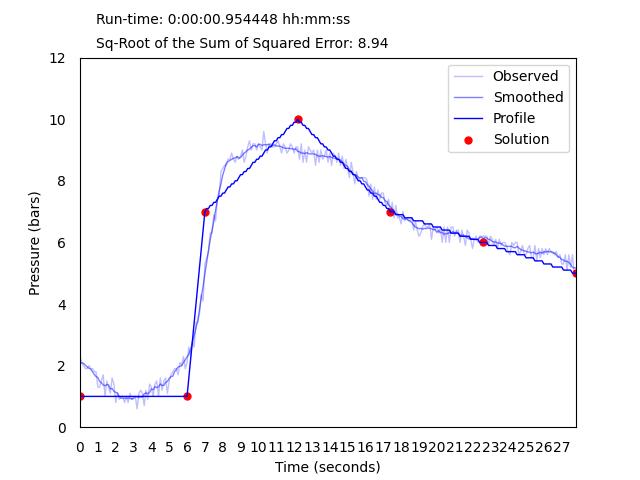 Run-time: 0:00:00.954448 hh:mm:ss
Sq-Root of the Sum of Squared Error: 8.94
12
10
8
6
4
2
0
Pressure (bars)
Observed
Smoothed
Profile
Solution
0 1 2 3 4 5 6 7 8 9 10 11 12 13 14 15 16 17 18 19 20 21 22 23 24 25 26 27
Time (seconds)